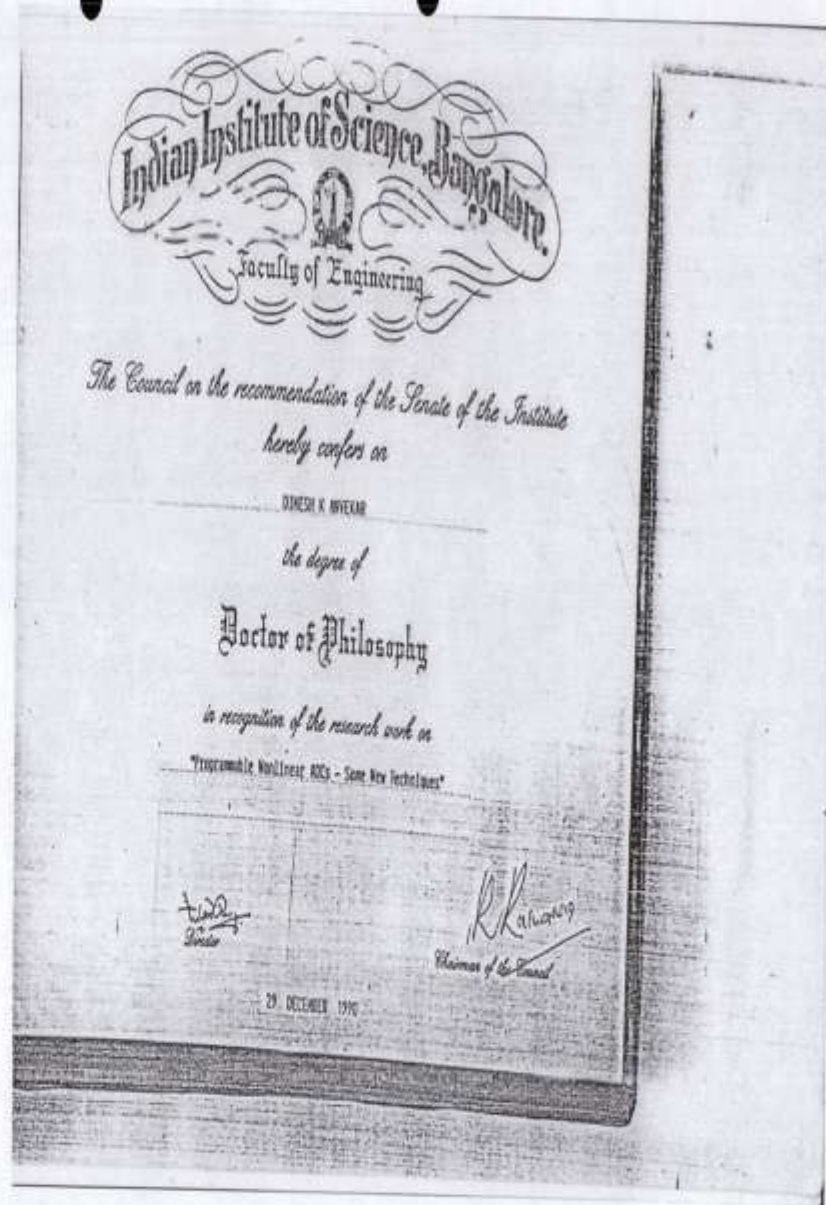 Indian Institute of Science, Bangalore.
Faculty of Engineering
The Council on the recommendation of the Senate of the Institute
hereby confers on
DINESH K
the degree of
Doctor of Philosophy
in recognition of the research work on
"Programmable Nonlinear ADCs - Some New Techniques"
Director
Chairman of the Council
29 DECEMBER 1990